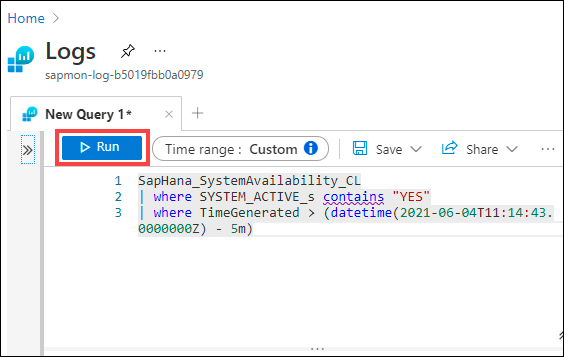 Home >
Logs
sapmon-log-b5019fbb0a0979
New Query 1*
Run
Time range : Custom
Save
Share
1 SapHana_SystemAvailability_CL
2 | where SYSTEM_ACTIVE_s contains "YES"
3 | where TimeGenerated > (datetime(2021-06-04T11:14:43.
0000000Z) - 5m)